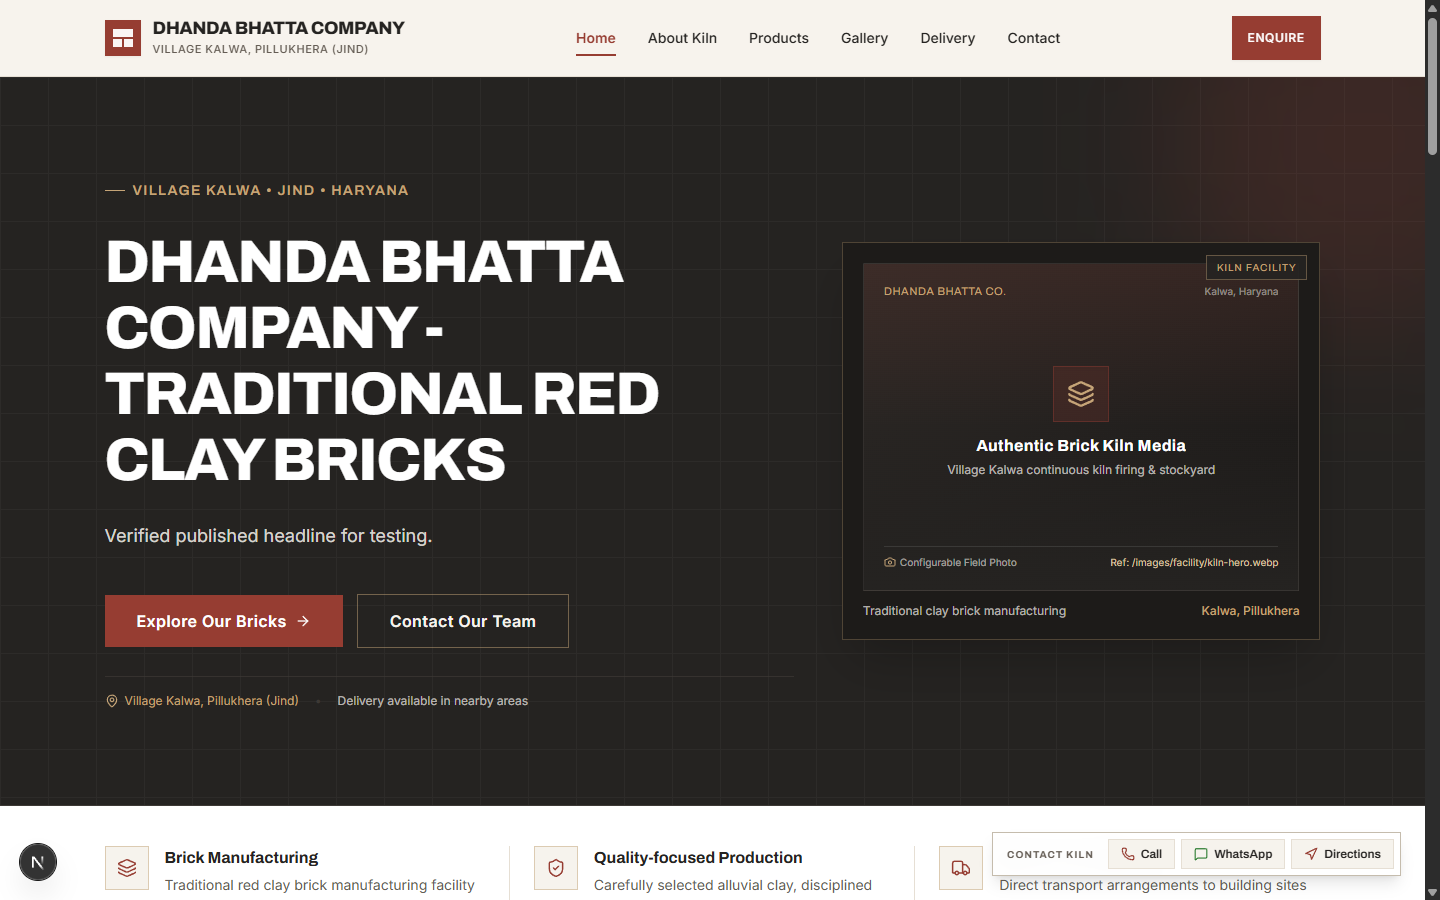 DHANDA BHATTA COMPANY
VILLAGE KALWA, PILLUKHERA (JIND)
Home
About Kiln
Products
Gallery
Delivery
Contact
ENQUIRE
VILLAGE KALWA • JIND • HARYANA
DHANDA BHATTA
COMPANY -
TRADITIONAL RED
CLAY BRICKS
Verified published headline for testing.
Explore Our Bricks
Contact Our Team
Village Kalwa, Pillukhera (Jind)
Delivery available in nearby areas
KILN FACILITY
DHANDA BHATTA CO.
Kalwa, Haryana
Authentic Brick Kiln Media
Village Kalwa continuous kiln firing & stockyard
Configurable Field Photo
Ref: /images/facility/kiln-hero.webp
Traditional clay brick manufacturing
Kalwa, Pillukhera
Brick Manufacturing
Traditional red clay brick manufacturing facility
Quality-focused Production
Carefully selected alluvial clay, disciplined
Direct transport arrangements to building sites
CONTACT KILN
Call
WhatsApp
Directions
N